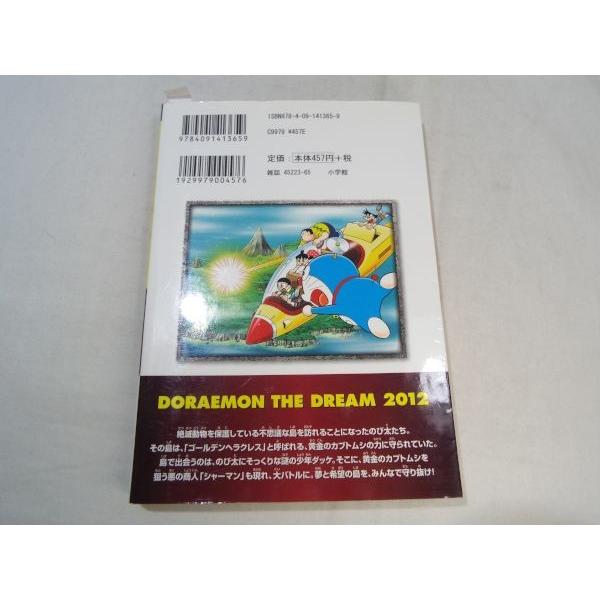 ISBN978-4-09-141365-9
9784091413659
C9979 ¥457E
定価:本体457円+税
雑誌 45223-65 小学館
1929979004576
DORAEMON THE DREAM 2012
絶滅動物を保護している不思議な島を訪れることになったのび太たち。
その島は、「ゴールデンヘラクレス」と呼ばれる、黄金のカブトムシの力に守られていた。
島で出会うのは、のび太にそっくりな謎の少年ダッケ。そこに、黄金のカブトムシを
狙う悪の商人「シャーマン」も現れ、大バトルに。夢と希望の島を、みんなで守り抜け!